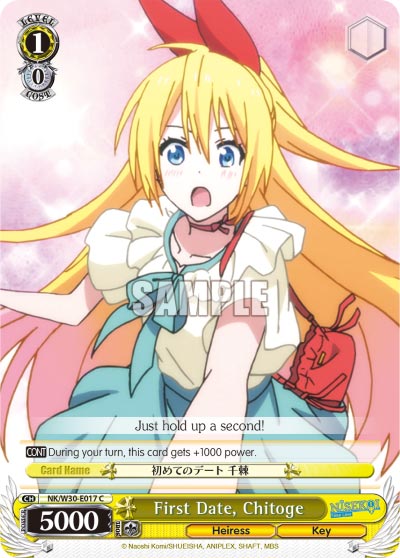 LEVEL
1
0
COST
SAMPLE
Just hold up a second!
CONT During your turn, this card gets +1000 power.
Card Name
初めてのデート 千棘
CH NK/W30-E017 C
5000
First Date, Chitoge
NISEKOI
Heiress
Key
© Naoshi Komi/SHUEISHA, ANIPLEX, SHAFT, MBS